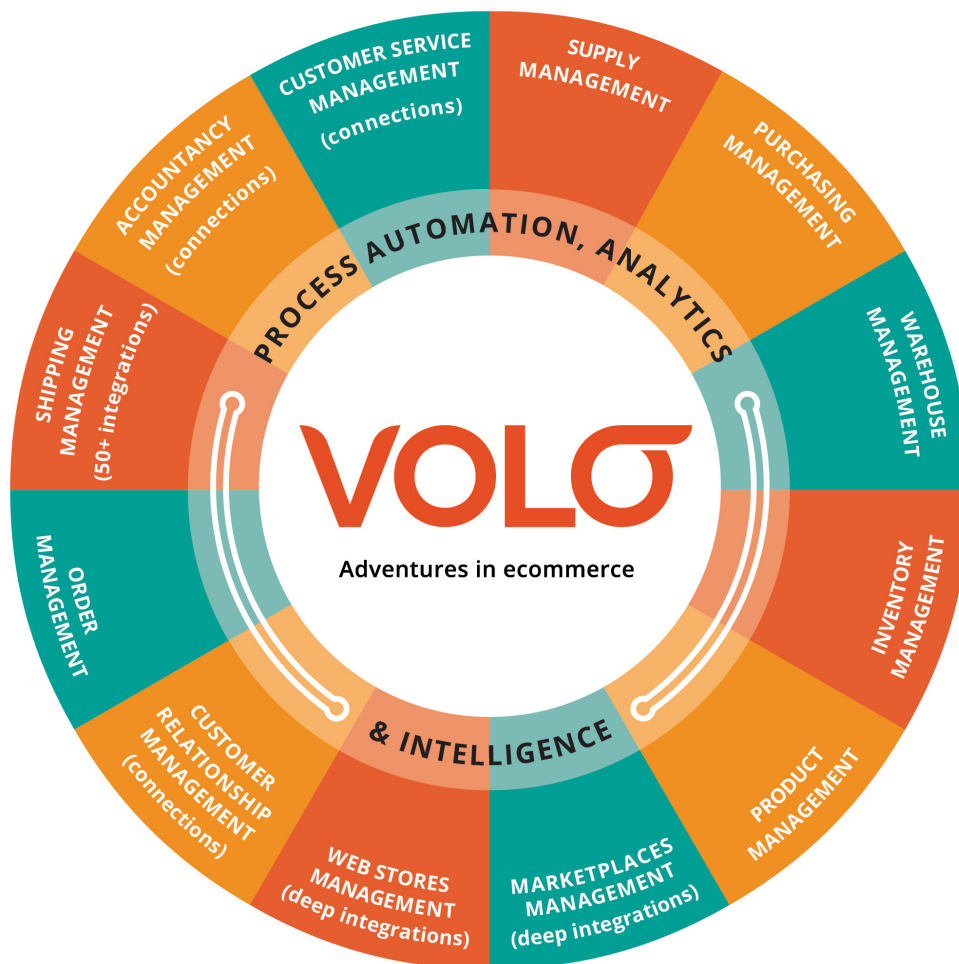 SUPPLY
MANAGEMENT
PURCHASING
MANAGEMENT
WAREHOUSE
MANAGEMENT
INVENTORY
MANAGEMENT
PRODUCT
MANAGEMENT
MARKETPLACES
MANAGEMENT
(deep integrations)
WEB STORES
MANAGEMENT
(deep integrations)
CUSTOMER
RELATIONSHIP
MANAGEMENT
(connections)
ORDER
MANAGEMENT
SHIPPING
MANAGEMENT
(50+ integrations)
ACCOUNTANCY
MANAGEMENT
(connections)
CUSTOMER SERVICE
MANAGEMENT
(connections)
PROCESS AUTOMATION, ANALYTICS
& INTELLIGENCE
VOLO
Adventures in ecommerce